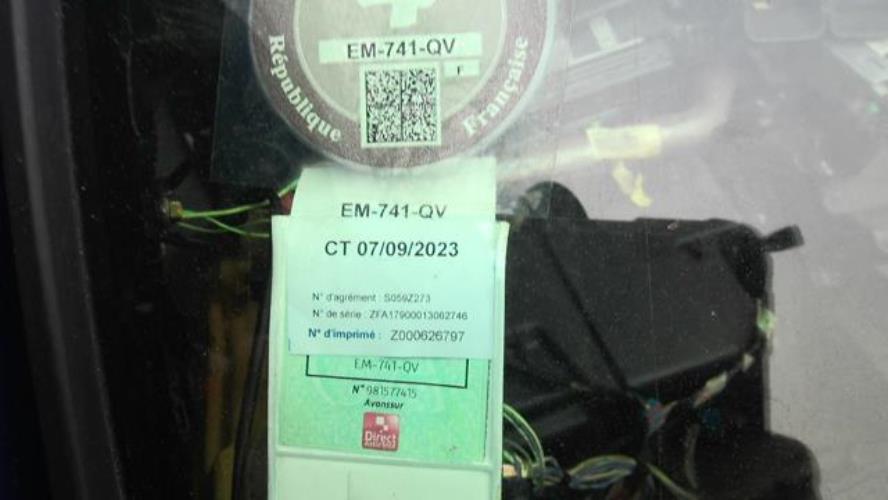 EM-741-QV
F
République Française
EM-741-QV
CT 07/09/2023
N° d'agrément : S059Z273
N° de série : ZFA17900013062746
N° d'imprimé : Z000626797
EM-741-QV
N° 981577415
Avanssur
Direct